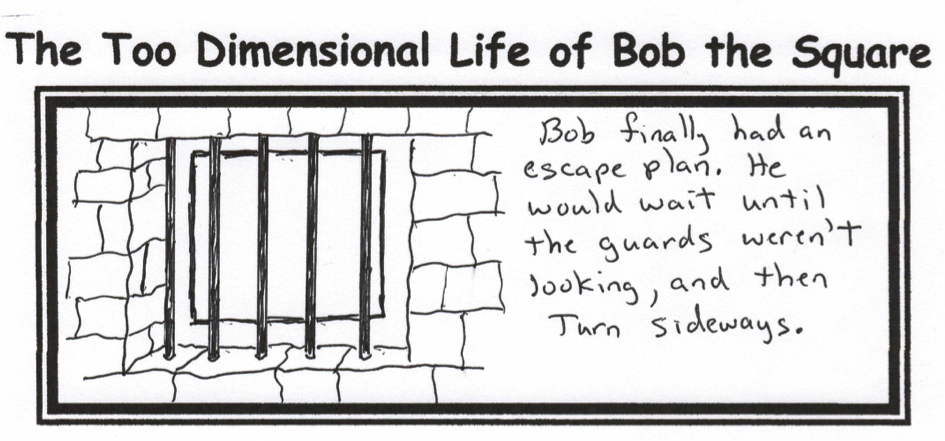 The Too Dimensional Life of Bob the Square
Bob finally had an
escape plan. He
would wait until
the guards weren't
looking, and then
Turn sideways.